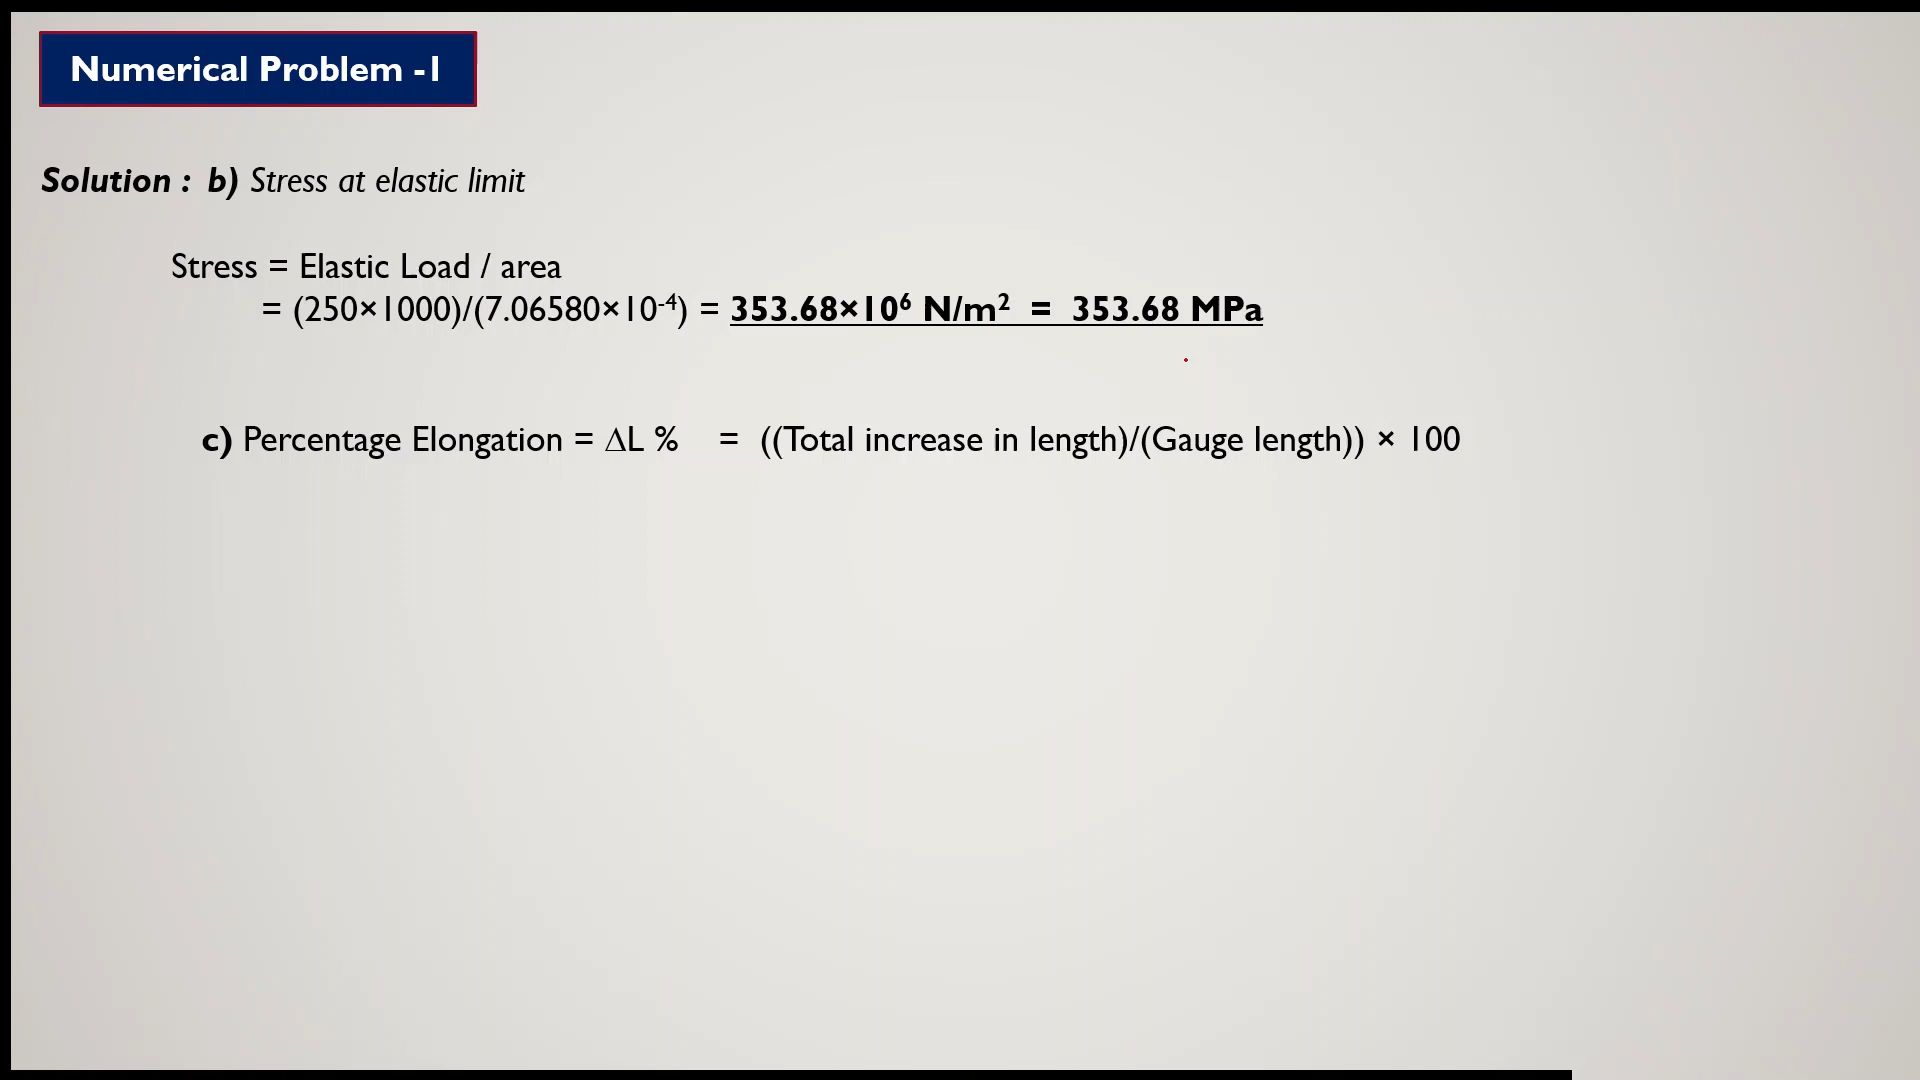 Numerical Problem -1
Solution : b) Stress at elastic limit
Stress = Elastic Load / area
= (250×1000)/(7.06580×10⁻⁴) = 353.68×10⁶ N/m² = 353.68 MPa
c) Percentage Elongation = ∆L % = ((Total increase in length)/(Gauge length)) × 100